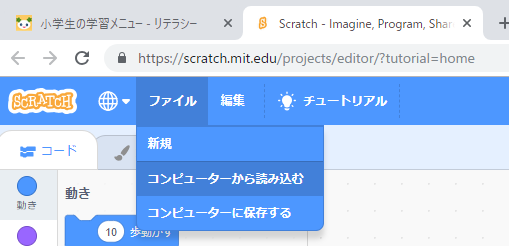 小学生の学習メニュー - リテラシー
Scratch - Imagine, Program, Shar
https://scratch.mit.edu/projects/editor/?tutorial=home
SCRATCH
ファイル
編集
チュートリアル
新規
コンピューターから読み込む
コンピューターに保存する
コード
動き
動き
10 歩動かす